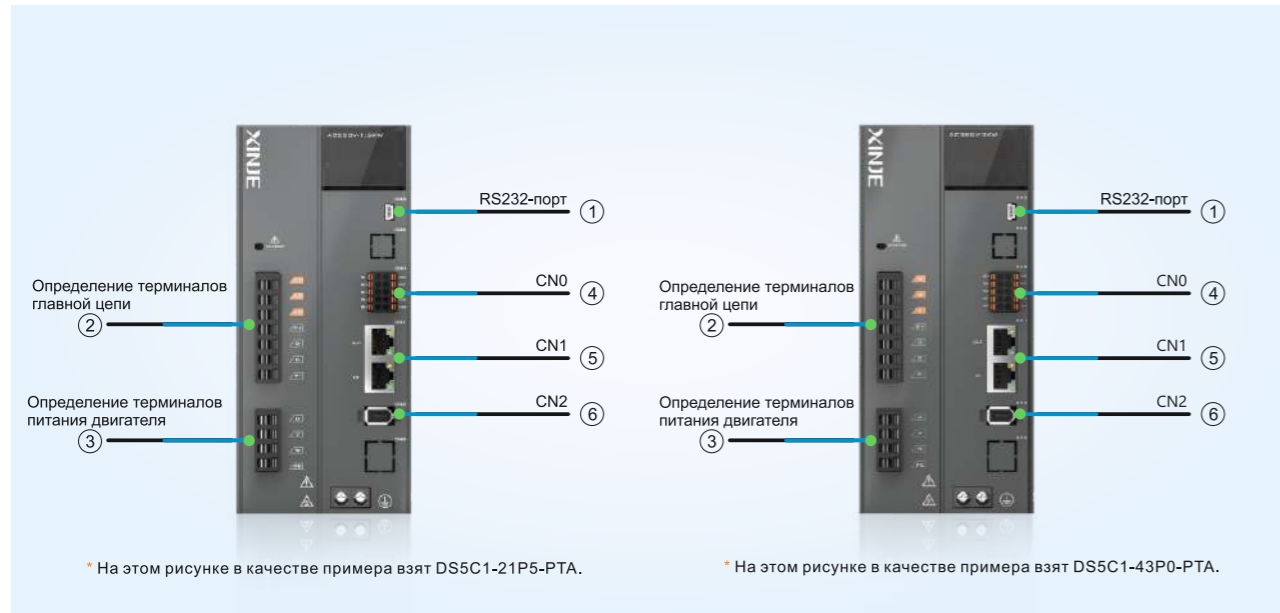 XINJE
RS232-порт
1
CN0
4
Определение терминалов
главной цепи
2
CN1
5
CN2
6
Определение терминалов
питания двигателя
3
* На этом рисунке в качестве примера взят DS5C1-21P5-PTA.
XINJE
RS232-порт
1
CN0
4
Определение терминалов
главной цепи
2
CN1
5
CN2
6
Определение терминалов
питания двигателя
3
* На этом рисунке в качестве примера взят DS5C1-43P0-PTA.